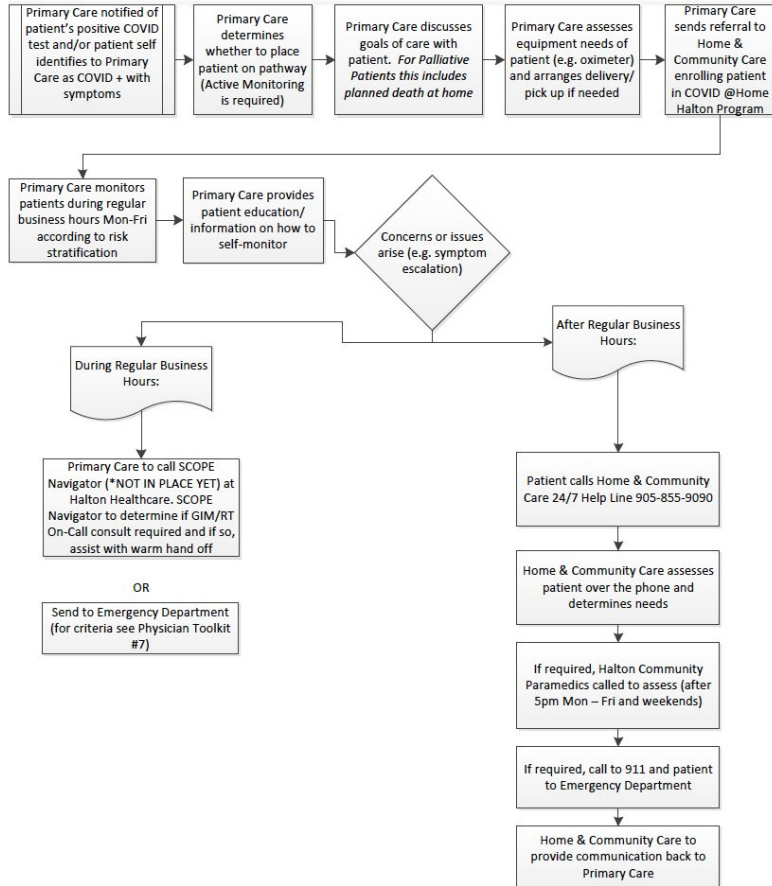 Primary Care notified of
patient's positive COVID
test and/or patient self
identifies to Primary
Care as COVID + with
symptoms
Primary Care
determines
whether to place
patient on pathway
(Active Monitoring
is required)
Primary Care discusses
goals of care with
patient. For Palliative
Patients this includes
planned death at home
Primary Care assesses
equipment needs of
patient (e.g. oximeter)
and arranges delivery/
pick up if needed
Primary Care
sends referral to
Home &
Community Care
enrolling patient
in COVID @Home
Halton Program
Primary Care monitors
patients during regular
business hours Mon-Fri
according to risk
stratification
Primary Care provides
patient education/
information on how to
self-monitor
Concerns or issues
arise (e.g. symptom
escalation)
During Regular Business
Hours:
After Regular Business
Hours:
Primary Care to call SCOPE
Navigator (*NOT IN PLACE YET) at
Halton Healthcare. SCOPE
Navigator to determine if GIM/RT
On-Call consult required and if so,
assist with warm hand off
OR
Send to Emergency Department
(for criteria see Physician Toolkit
#7)
Patient calls Home & Community
Care 24/7 Help Line 905-855-9090
Home & Community Care assesses
patient over the phone and
determines needs
If required, Halton Community
Paramedics called to assess (after
5pm Mon – Fri and weekends)
If required, call to 911 and patient
to Emergency Department
Home & Community Care to
provide communication back to
Primary Care